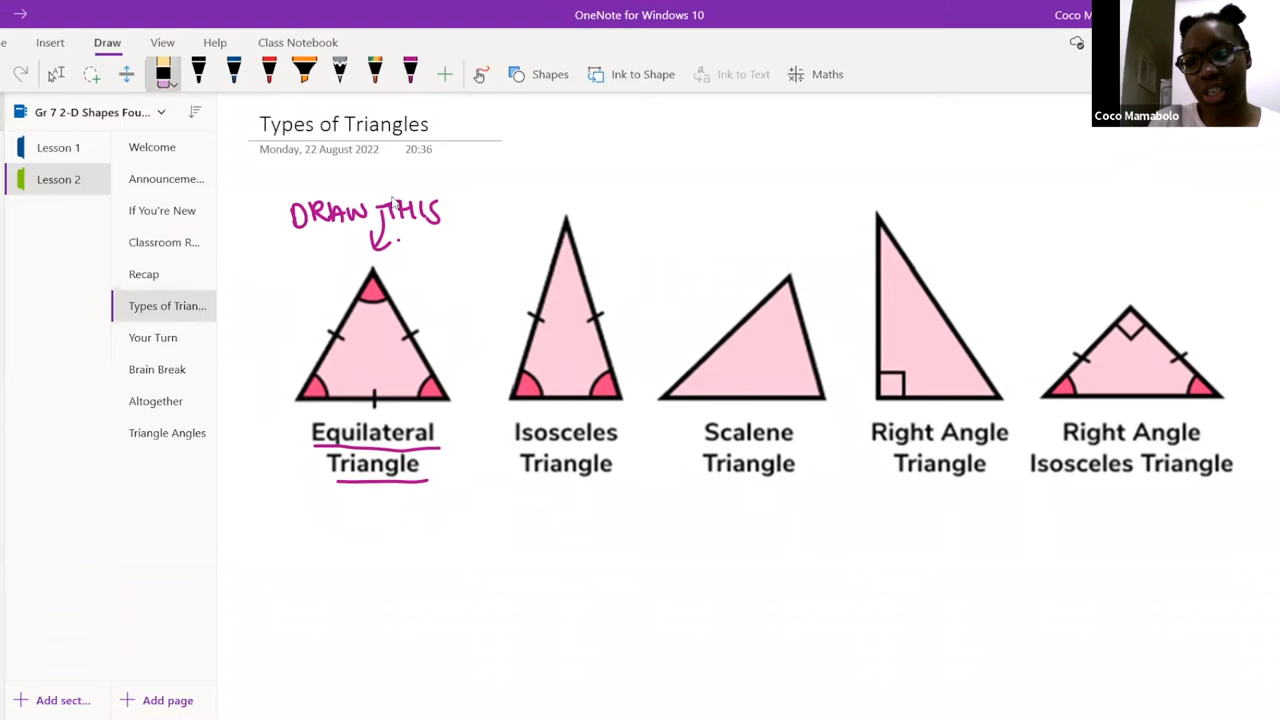 OneNote for Windows 10
Coco M
Insert Draw View Help Class Notebook
Shapes Ink to Shape Ink to Text Maths
Gr 7 2-D Shapes Fou...
Lesson 1
Lesson 2
Welcome
Announceme...
If You're New
Classroom R...
Recap
Types of Trian...
Your Turn
Brain Break
Altogether
Triangle Angles
Add sect...
Add page
Types of Triangles
Monday, 22 August 2022 20:36
DRAW THIS
Equilateral
Triangle
Isosceles
Triangle
Scalene
Triangle
Right Angle
Triangle
Right Angle
Isosceles Triangle
Coco Mamabolo